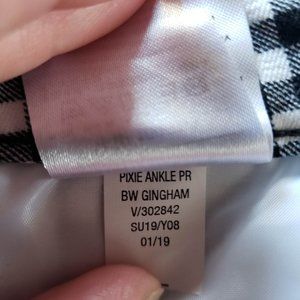 PIXIE ANKLE PR
BW GINGHAM
V/302842
SU19/Y08
01/19